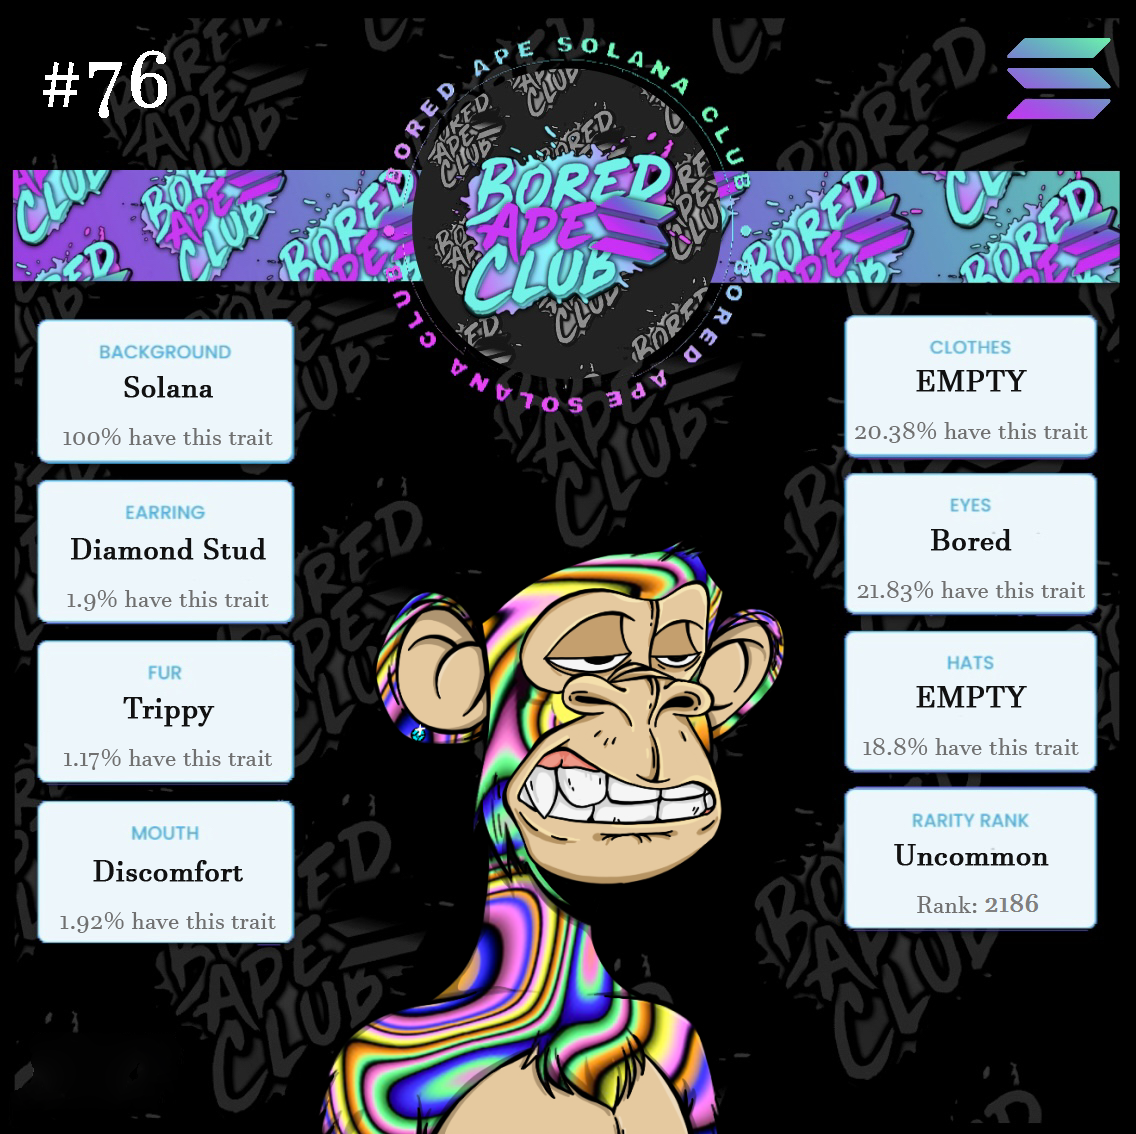 #76
BORED APE SOLANA CLUB
BORED
APE
CLUB
BORED APE SOLANA CLUB
BACKGROUND
Solana
100% have this trait
EARRING
Diamond Stud
1.9% have this trait
FUR
Trippy
1.17% have this trait
MOUTH
Discomfort
1.92% have this trait
CLOTHES
EMPTY
20.38% have this trait
EYES
Bored
21.83% have this trait
HATS
EMPTY
18.8% have this trait
RARITY RANK
Uncommon
Rank: 2186